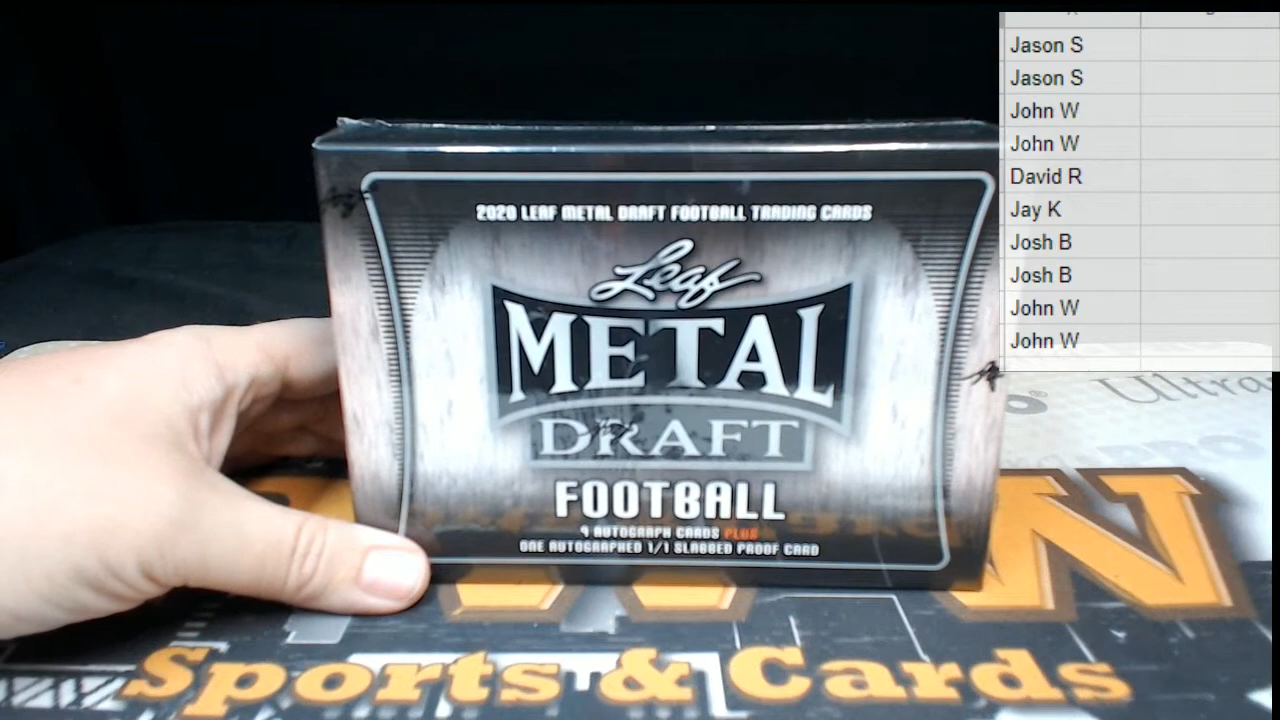 Jason S
Jason S
John W
John W
David R
Jay K
Josh B
Josh B
John W
John W
2020 LEAF METAL DRAFT FOOTBALL TRADING CARDS
Leaf
METAL
DRAFT
FOOTBALL
9 AUTOGRAPH CARDS PLUS
ONE AUTOGRAPHED 1/1 SLABBED PROOF CARD
Ultra
W N
Sports & Cards